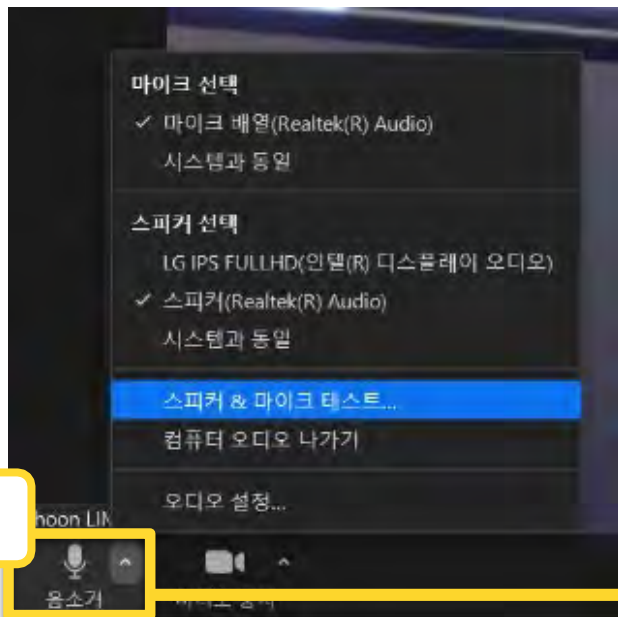 마이크 선택
✓ 마이크 배열(Realtek(R) Audio)
시스템과 동일
스피커 선택
LG IPS FULLHD(인텔(R) 디스플레이 오디오)
✓ 스피커(Realtek(R) Audio)
시스템과 동일
스피커 & 마이크 테스트...
컴퓨터 오디오 나가기
오디오 설정...
hoon LIM
음소거